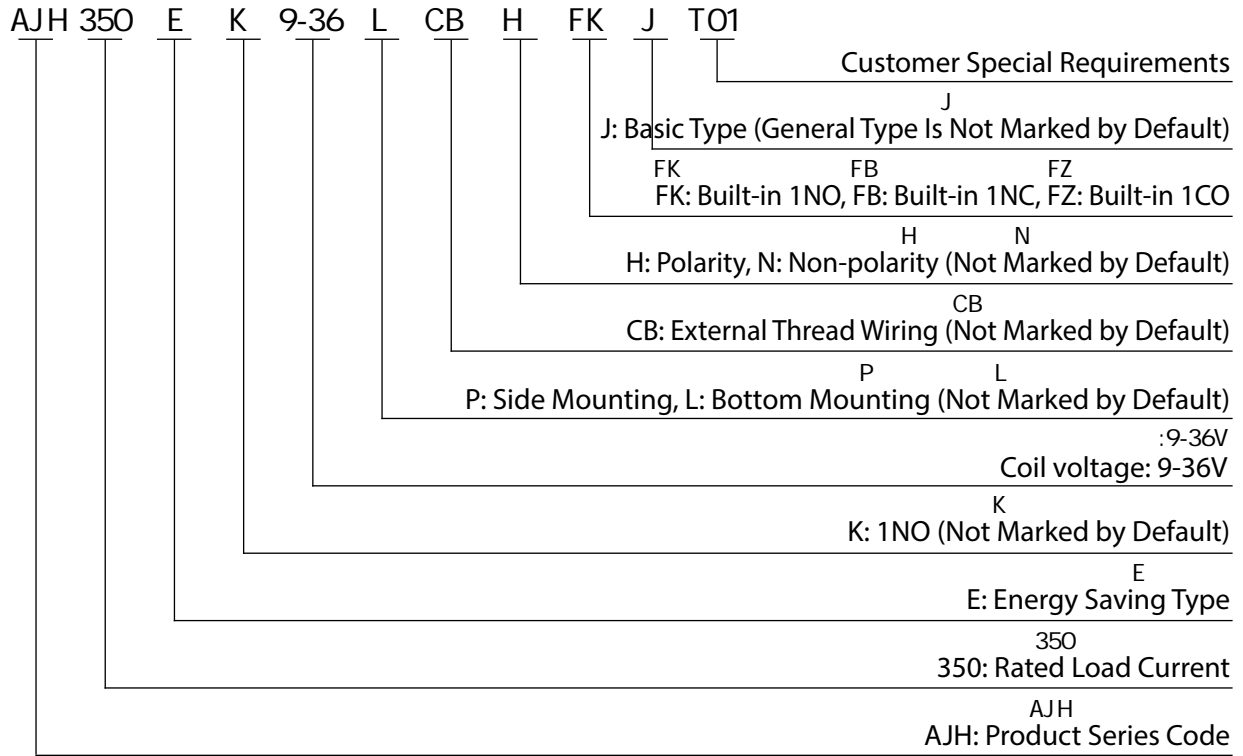 AJH 350 E K 9-36 L CB H FK J T01
Customer Special Requirements
J
J: Basic Type (General Type Is Not Marked by Default)
FK FB FZ
FK: Built-in 1NO, FB: Built-in 1NC, FZ: Built-in 1CO
H N
H: Polarity, N: Non-polarity (Not Marked by Default)
CB
CB: External Thread Wiring (Not Marked by Default)
P L
P: Side Mounting, L: Bottom Mounting (Not Marked by Default)
:9-36V
Coil voltage: 9-36V
K
K: 1NO (Not Marked by Default)
E
E: Energy Saving Type
350
350: Rated Load Current
AJH
AJH: Product Series Code